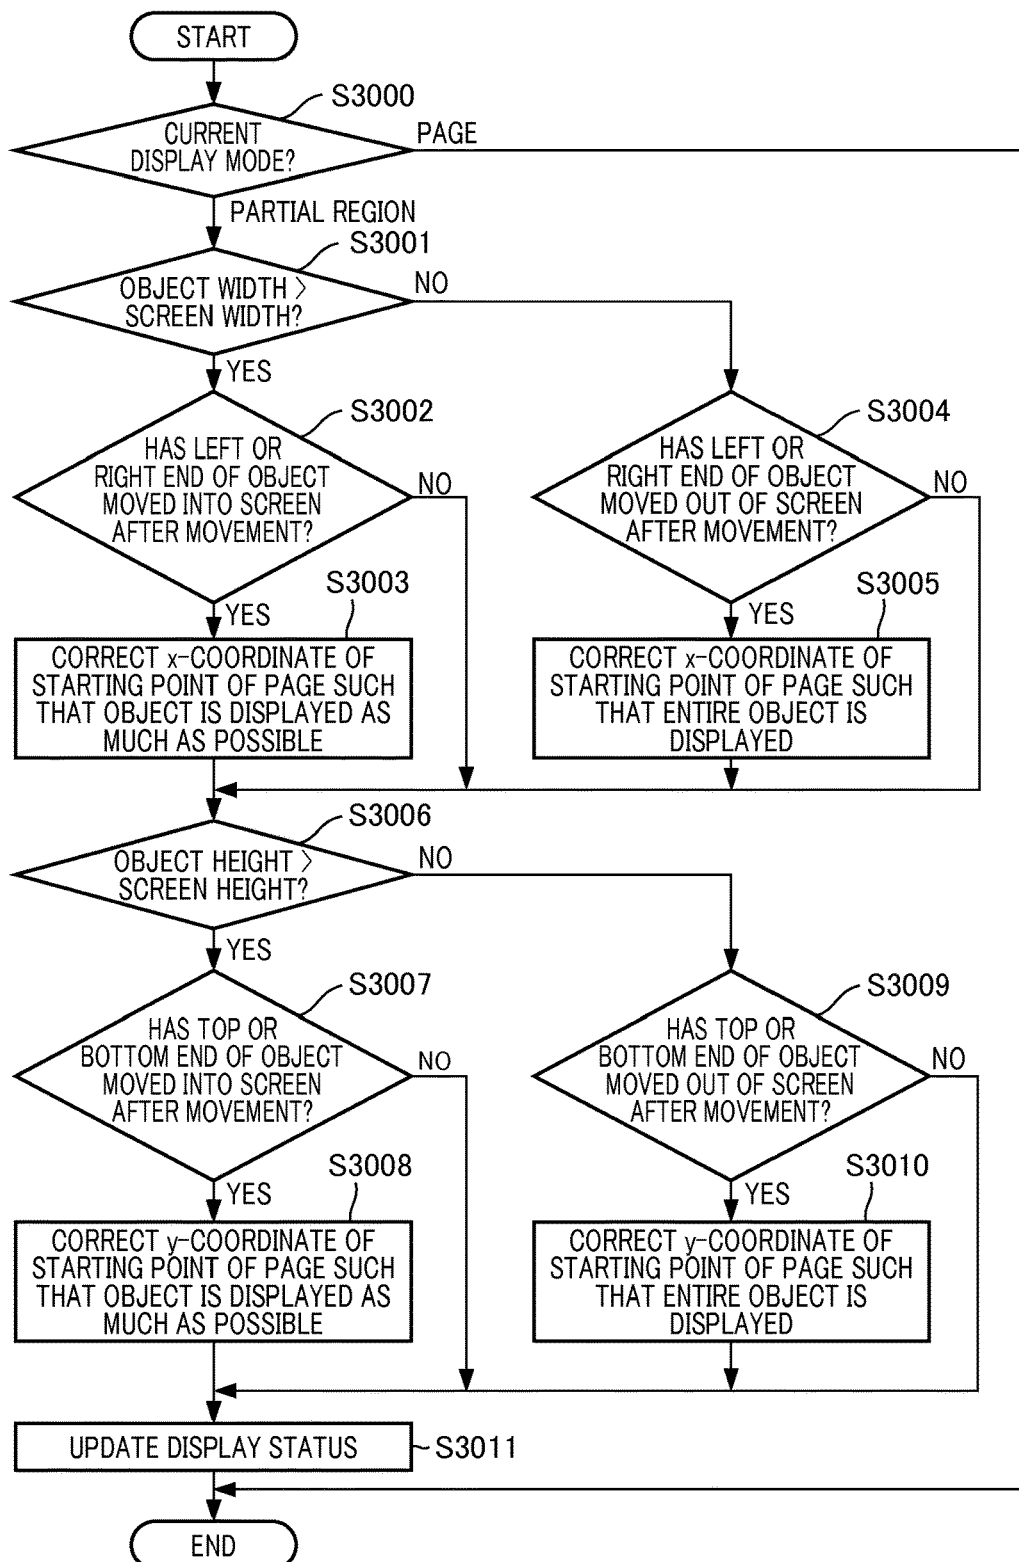 START
S3000
CURRENT
DISPLAY MODE?
PAGE
PARTIAL REGION
S3001
OBJECT WIDTH >
SCREEN WIDTH?
NO
YES
S3002
HAS LEFT OR
RIGHT END OF OBJECT
MOVED INTO SCREEN
AFTER MOVEMENT?
NO
S3004
HAS LEFT OR
RIGHT END OF OBJECT
MOVED OUT OF SCREEN
AFTER MOVEMENT?
NO
S3003
YES
CORRECT x-COORDINATE OF
STARTING POINT OF PAGE SUCH
THAT OBJECT IS DISPLAYED AS
MUCH AS POSSIBLE
S3005
YES
CORRECT x-COORDINATE OF
STARTING POINT OF PAGE SUCH
THAT ENTIRE OBJECT IS
DISPLAYED
S3006
OBJECT HEIGHT >
SCREEN HEIGHT?
NO
YES
S3007
HAS TOP OR
BOTTOM END OF OBJECT
MOVED INTO SCREEN
AFTER MOVEMENT?
NO
S3009
HAS TOP OR
BOTTOM END OF OBJECT
MOVED OUT OF SCREEN
AFTER MOVEMENT?
NO
S3008
YES
CORRECT y-COORDINATE OF
STARTING POINT OF PAGE SUCH
THAT OBJECT IS DISPLAYED AS
MUCH AS POSSIBLE
S3010
YES
CORRECT y-COORDINATE OF
STARTING POINT OF PAGE SUCH
THAT ENTIRE OBJECT IS
DISPLAYED
UPDATE DISPLAY STATUS
S3011
END